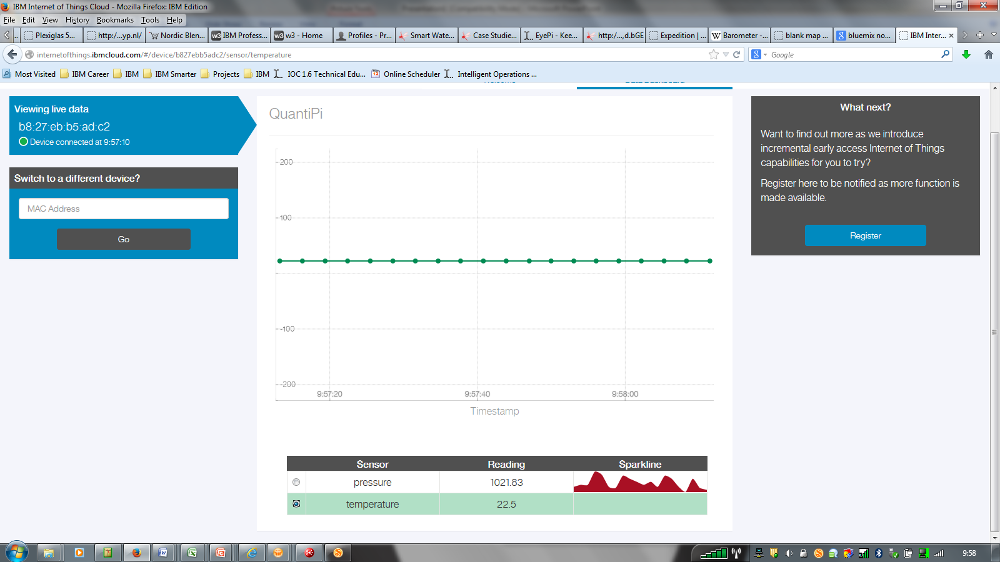 IBM Internet of Things Cloud - Mozilla Firefox: IBM Edition
File Edit View History Bookmarks Tools Help
Plexiglas 5... http:/...yp.nl/ Nordic Blen... IBM Profess... w3 - Home Profiles - Pr... Smart Wate... Case Studie... EyePi - Kee... http:/...,d.bGE Expedition | ... Barometer -... blank map ... bluemix no... IBM Inter...
internetofthings.ibmcloud.com/#/device/b827ebb5adc2/sensor/temperature
Google
Most Visited IBM Career IBM IBM Smarter Projects IBM IOC 1.6 Technical Edu... Online Scheduler Intelligent Operations ...
Viewing live data
b8:27:eb:b5:ad:c2
Device connected at 9:57:10
Switch to a different device?
MAC Address
Go
QuantiPi
200
100
-100
-200
9:57:20 9:57:40 9:58:00
Timestamp
Sensor Reading Sparkline
pressure 1021.83
temperature 22.5
What next?
Want to find out more as we introduce
incremental early access Internet of Things
capabilities for you to try?
Register here to be notified as more function is
made available.
Register
9:58